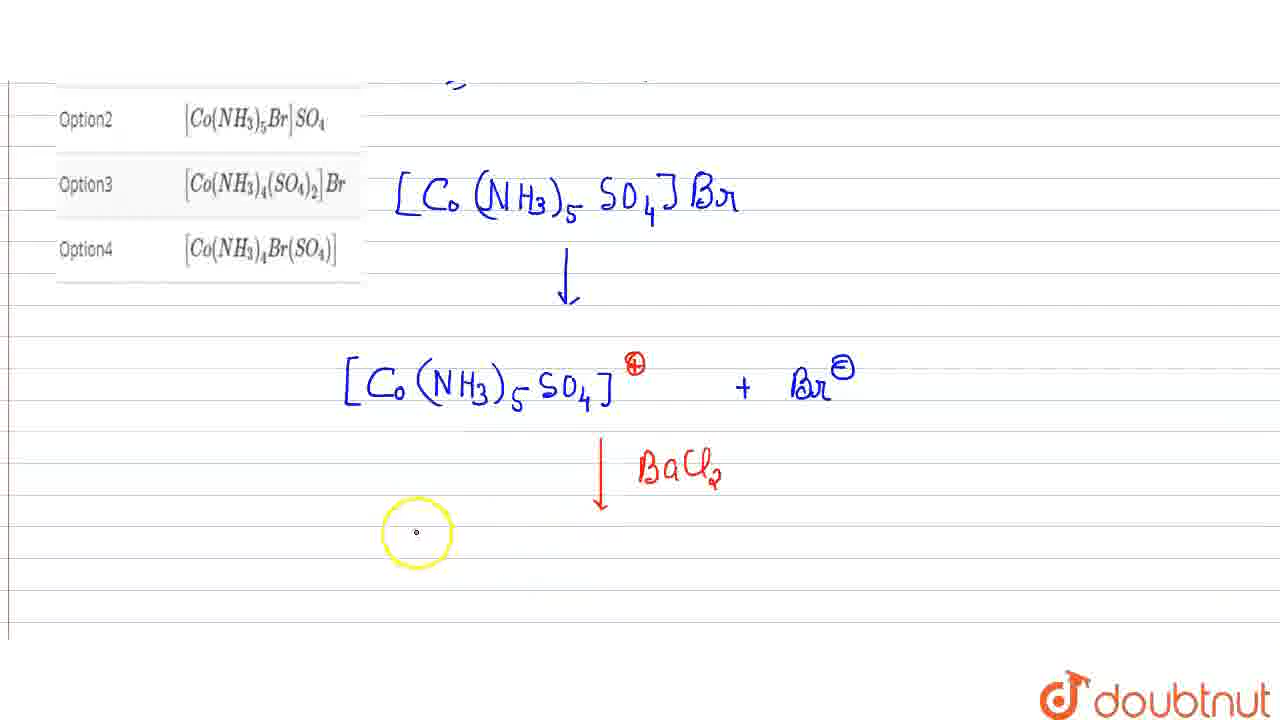 Option2 [Co(NH₃)₅Br]SO₄
Option3 [Co(NH₃)₄(SO₄)₂]Br
Option4 [Co(NH₃)₄Br(SO₄)]
[Co(NH₃)₅SO₄]Br
↓
[Co(NH₃)₅SO₄]⊕ + Br⊖
↓ BaCl₂
doubtnut